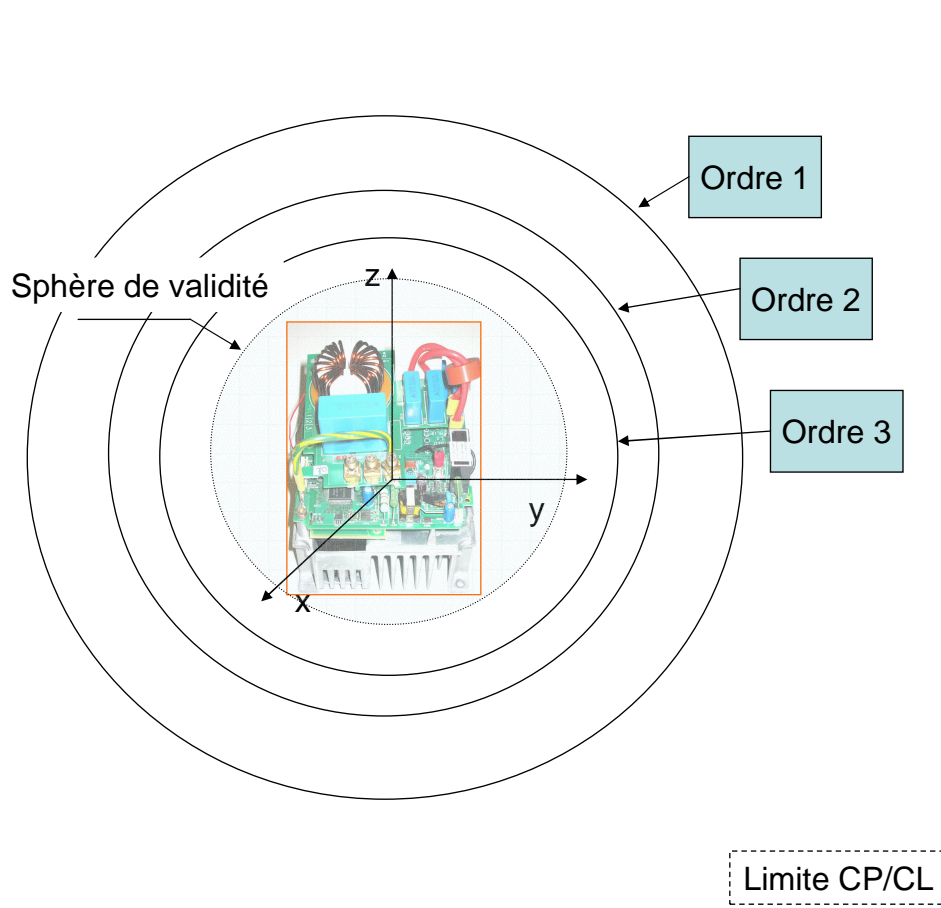 Ordre 1
Sphère de validité
z
Ordre 2
Ordre 3
y
x
Limite CP/CL